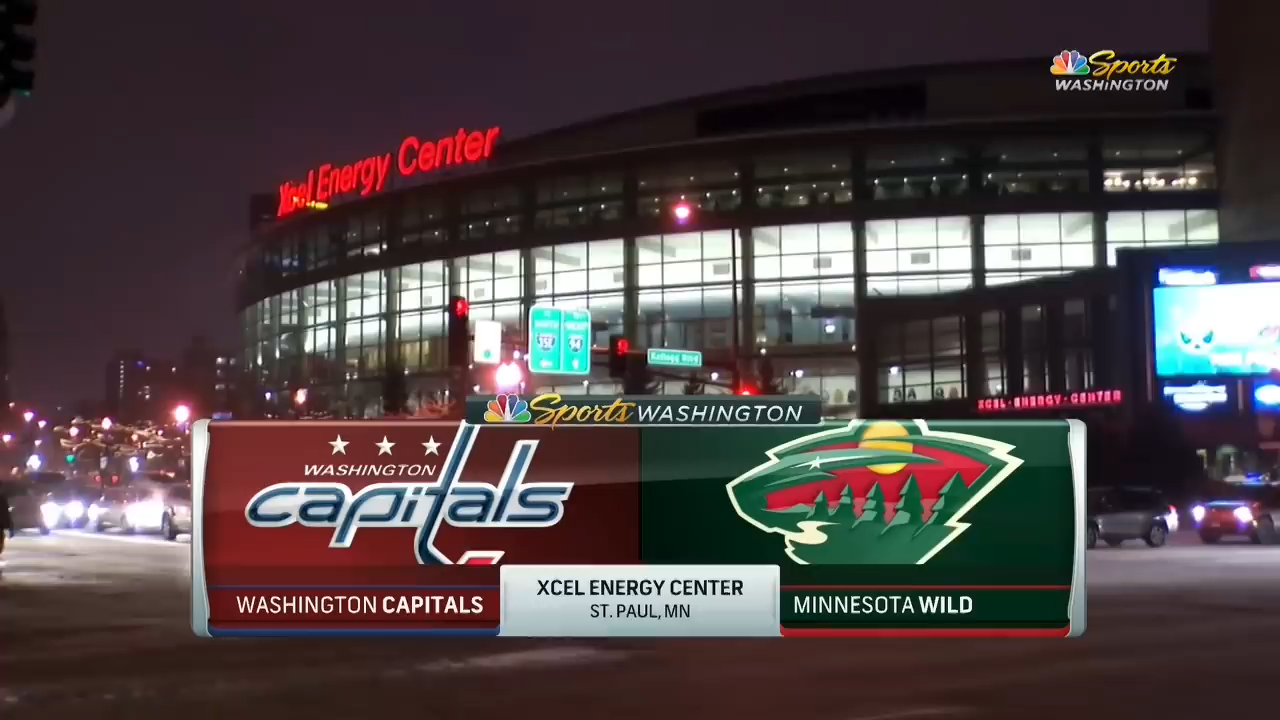 Sports
WASHINGTON
Xcel Energy Center
Kellogg Blvd
XCEL ENERGY CENTER
Sports WASHINGTON
WASHINGTON
capitals
WASHINGTON CAPITALS
XCEL ENERGY CENTER
ST. PAUL, MN
MINNESOTA WILD